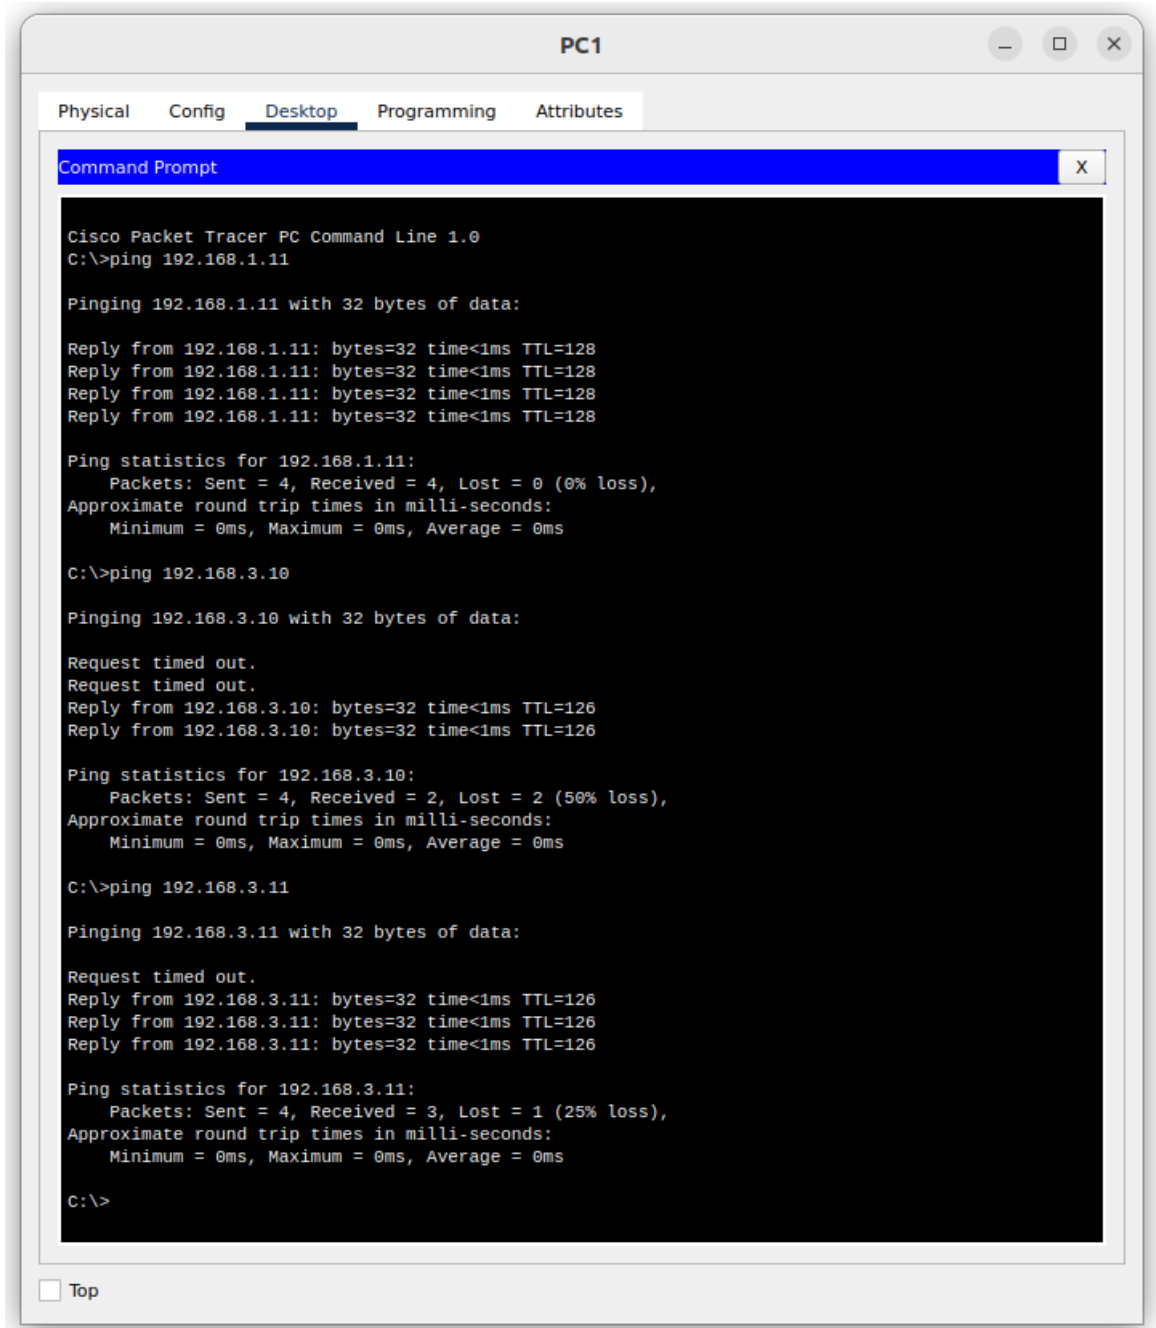 PC1
Physical Config Desktop Programming Attributes
Command Prompt X
Cisco Packet Tracer PC Command Line 1.0
C:\>ping 192.168.1.11
Pinging 192.168.1.11 with 32 bytes of data:
Reply from 192.168.1.11: bytes=32 time<1ms TTL=128
Reply from 192.168.1.11: bytes=32 time<1ms TTL=128
Reply from 192.168.1.11: bytes=32 time<1ms TTL=128
Reply from 192.168.1.11: bytes=32 time<1ms TTL=128
Ping statistics for 192.168.1.11:
    Packets: Sent = 4, Received = 4, Lost = 0 (0% loss),
Approximate round trip times in milli-seconds:
    Minimum = 0ms, Maximum = 0ms, Average = 0ms
C:\>ping 192.168.3.10
Pinging 192.168.3.10 with 32 bytes of data:
Request timed out.
Request timed out.
Reply from 192.168.3.10: bytes=32 time<1ms TTL=126
Reply from 192.168.3.10: bytes=32 time<1ms TTL=126
Ping statistics for 192.168.3.10:
    Packets: Sent = 4, Received = 2, Lost = 2 (50% loss),
Approximate round trip times in milli-seconds:
    Minimum = 0ms, Maximum = 0ms, Average = 0ms
C:\>ping 192.168.3.11
Pinging 192.168.3.11 with 32 bytes of data:
Request timed out.
Reply from 192.168.3.11: bytes=32 time<1ms TTL=126
Reply from 192.168.3.11: bytes=32 time<1ms TTL=126
Reply from 192.168.3.11: bytes=32 time<1ms TTL=126
Ping statistics for 192.168.3.11:
    Packets: Sent = 4, Received = 3, Lost = 1 (25% loss),
Approximate round trip times in milli-seconds:
    Minimum = 0ms, Maximum = 0ms, Average = 0ms
C:\>
Top